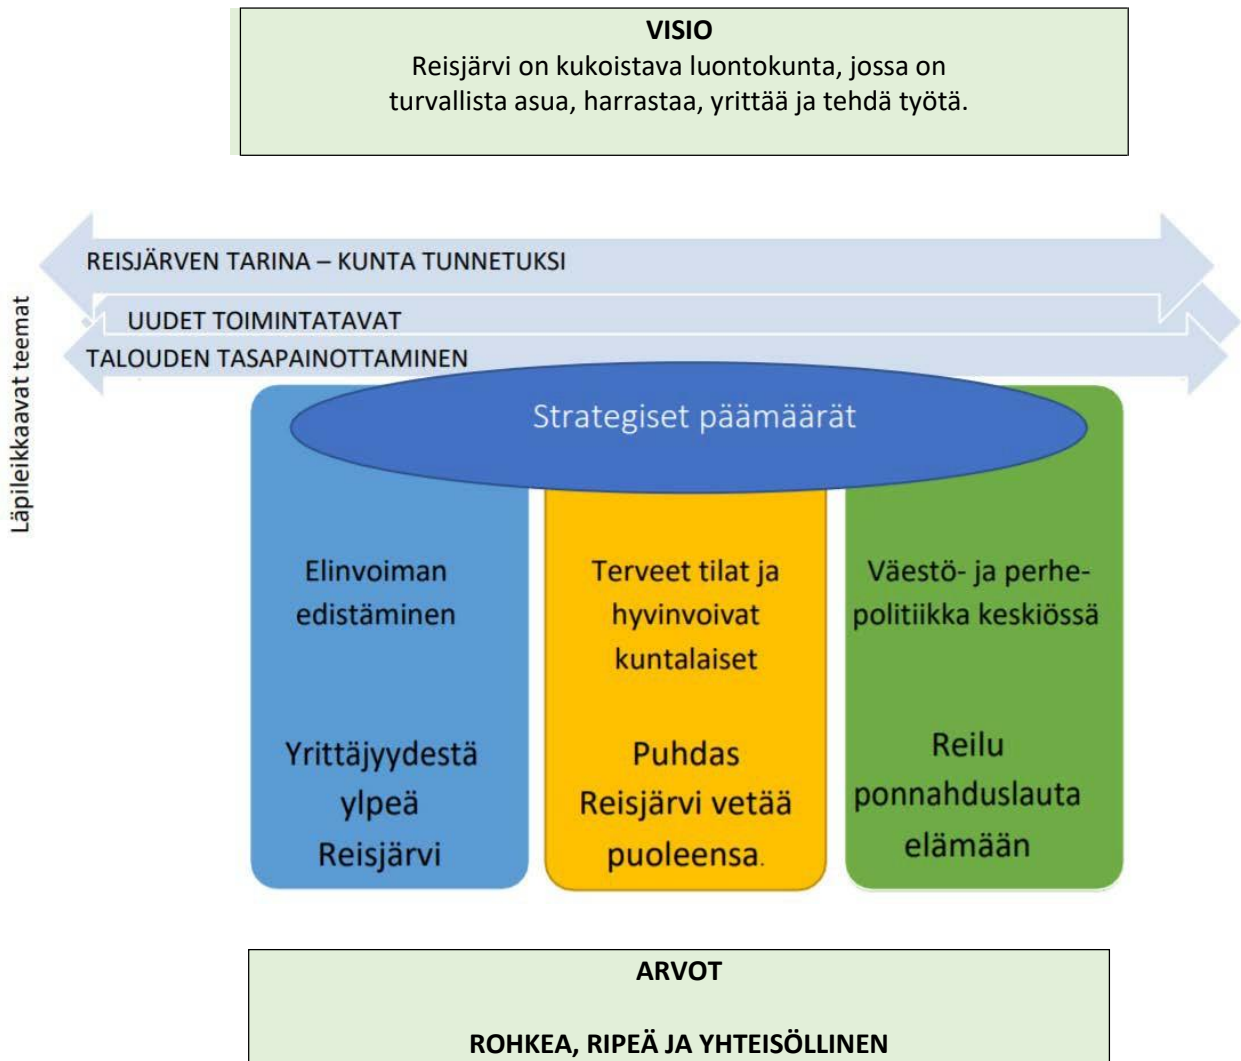 VISIO
Reisjärvi on kukoistava luontokunta, jossa on
turvallista asua, harrastaa, yrittää ja tehdä työtä.
Läpileikkaavat teemat
REISJÄRVEN TARINA – KUNTA TUNNETUKSI
UUDET TOIMINTATAVAT
TALOUDEN TASAPAINOTTAMINEN
Strategiset päämäärät
Elinvoiman
edistäminen
Yrittäjyydestä
ylpeä
Reisjärvi
Terveet tilat ja
hyvinvoivat
kuntalaiset
Puhdas
Reisjärvi vetää
puoleensa.
Väestö- ja perhe-
politiikka keskiössä
Reilu
ponnahduslauta
elämään
ARVOT
ROHKEA, RIPEÄ JA YHTEISÖLLINEN